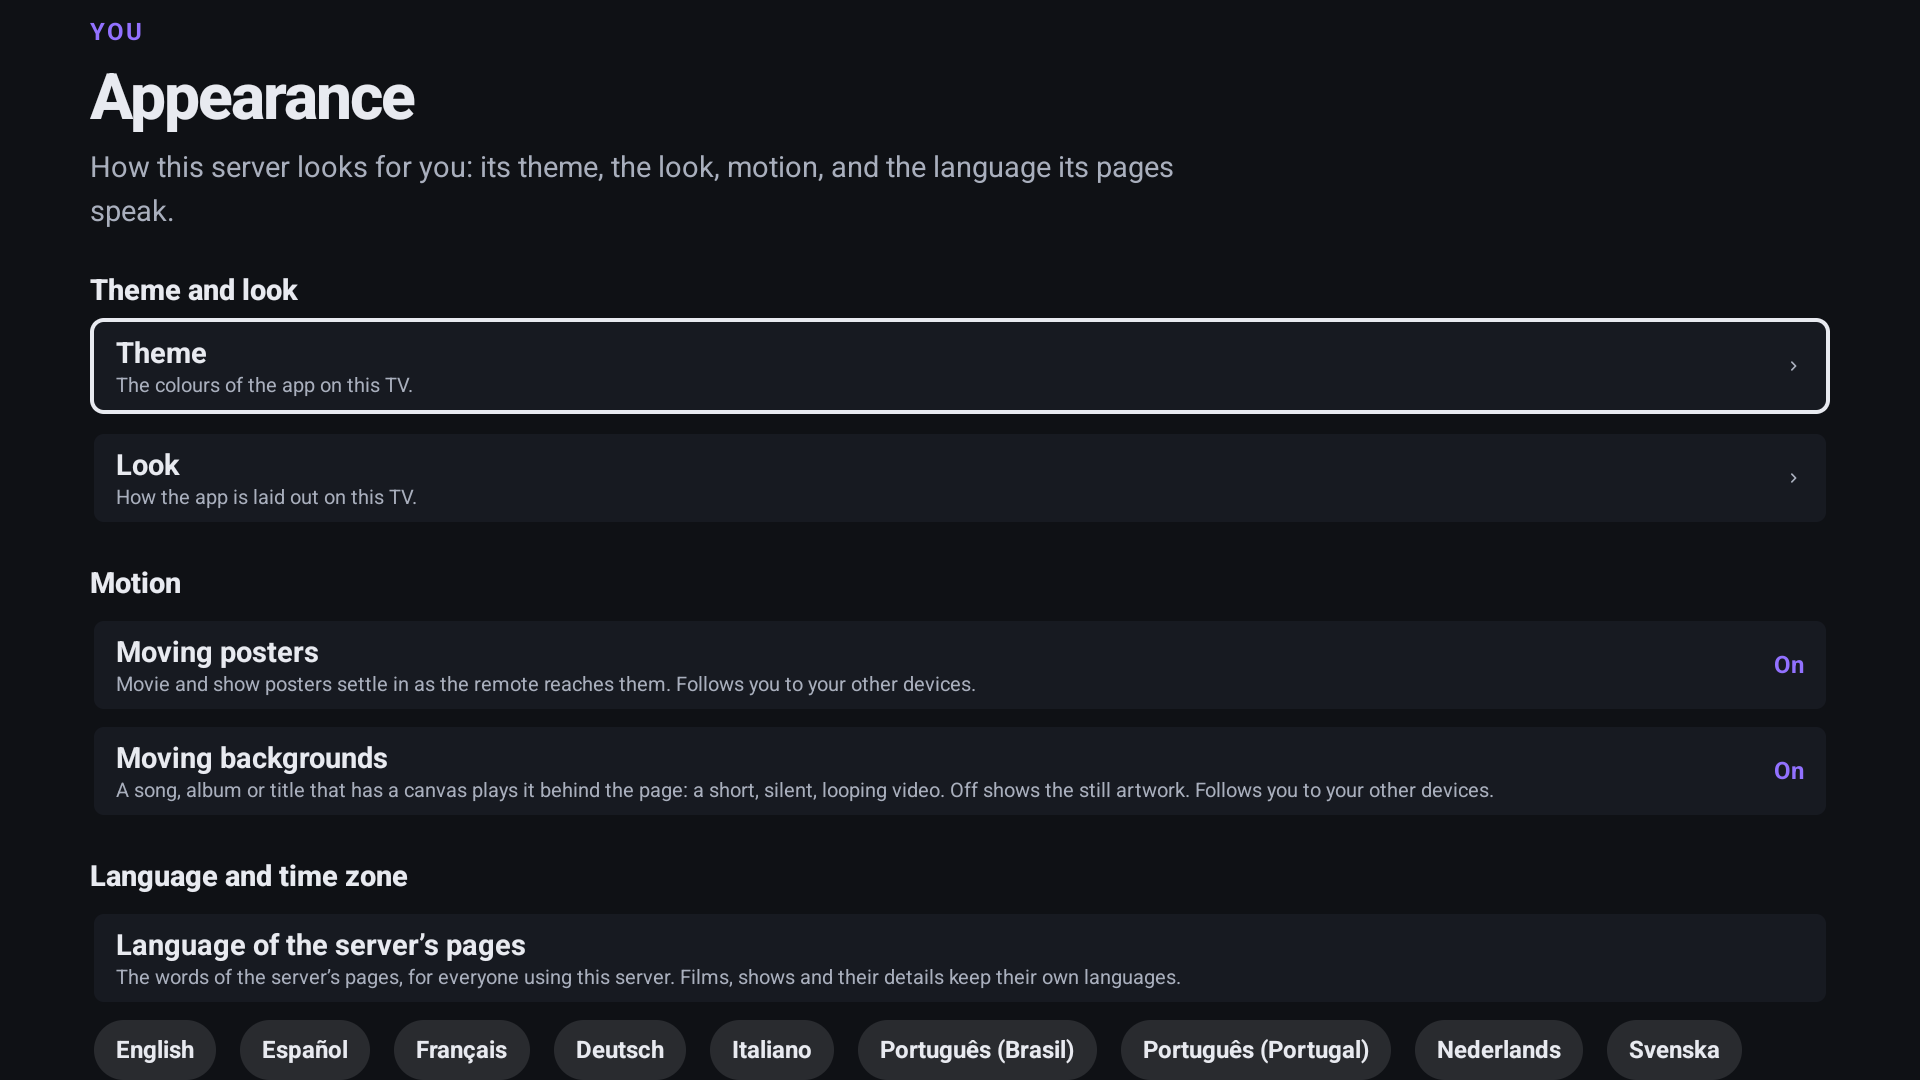 YOU
Appearance
How this server looks for you: its theme, the look, motion, and the language its pages
speak.
Theme and look
Theme
The colours of the app on this TV.
Look
How the app is laid out on this TV.
Motion
Moving posters
Movie and show posters settle in as the remote reaches them. Follows you to your other devices.
On
Moving backgrounds
A song, album or title that has a canvas plays it behind the page: a short, silent, looping video. Off shows the still artwork. Follows you to your other devices.
On
Language and time zone
Language of the server’s pages
The words of the server’s pages, for everyone using this server. Films, shows and their details keep their own languages.
English Español Français Deutsch Italiano Português (Brasil) Português (Portugal) Nederlands Svenska